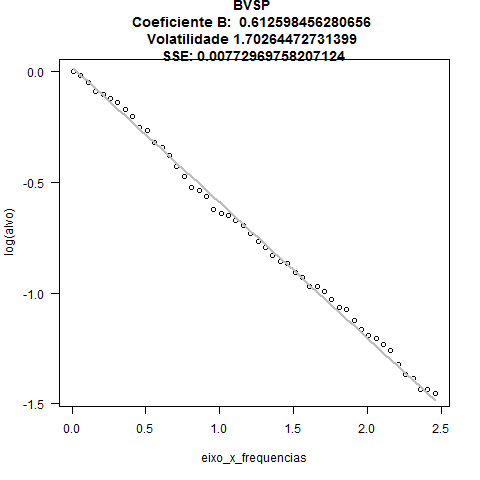 BVSP
Coeficiente B: 0.612598456280656
Volatilidade 1.70264472731399
SSE: 0.00772969758207124
0.0
-0.5
-1.0
-1.5
log(alvo)
0.0 0.5 1.0 1.5 2.0 2.5
eixo_x_frequencias